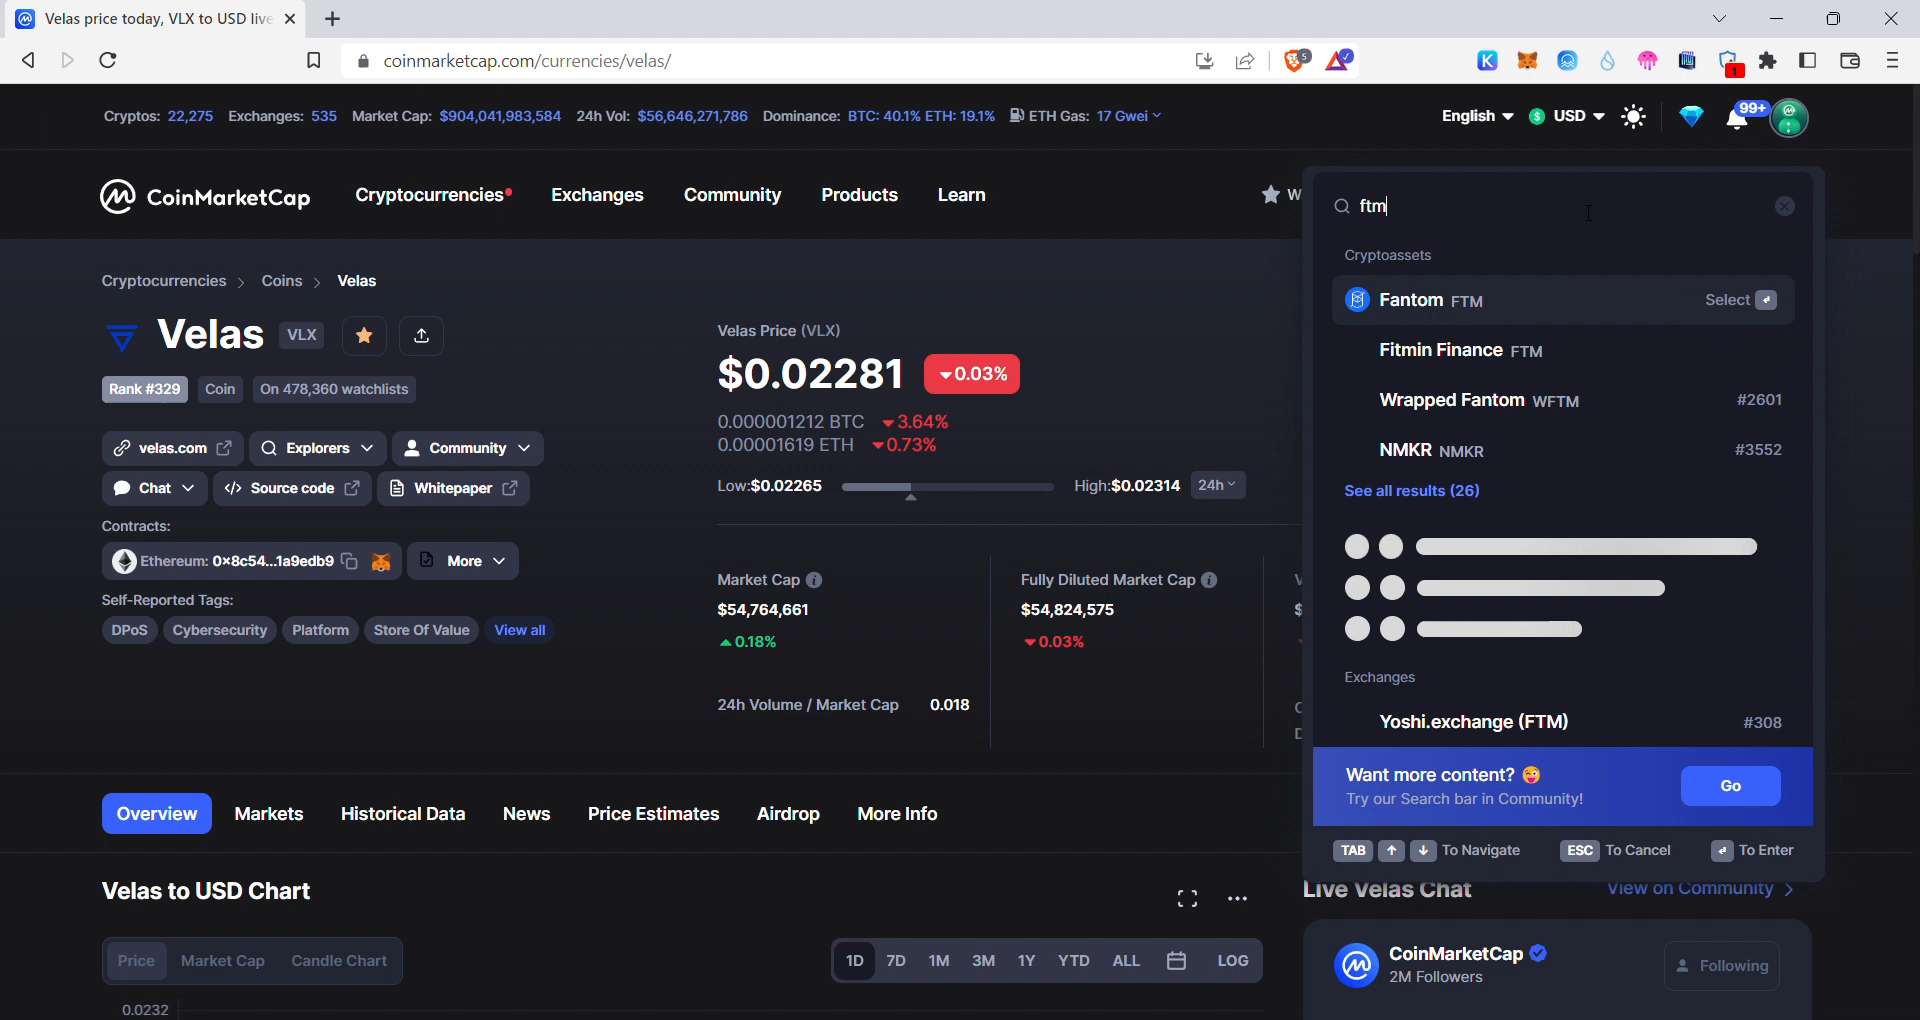 Velas price today, VLX to USD live
coinmarketcap.com/currencies/velas/
5
1
Cryptos: 22,275 Exchanges: 535 Market Cap: $904,041,983,584 24h Vol: $56,646,271,786 Dominance: BTC: 40.1% ETH: 19.1% ETH Gas: 17 Gwei
English $ USD 99+
CoinMarketCap Cryptocurrencies Exchanges Community Products Learn W
ftm
Cryptoassets
Fantom FTM Select
Fitmin Finance FTM
Wrapped Fantom WFTM #2601
NMKR NMKR #3552
See all results (26)
Exchanges
Yoshi.exchange (FTM) #308
Want more content? 😜
Try our Search bar in Community!
Go
TAB ↑ ↓ To Navigate ESC To Cancel To Enter
Cryptocurrencies > Coins > Velas
Velas VLX
Rank #329 Coin On 478,360 watchlists
velas.com Explorers Community
Chat </> Source code Whitepaper
Contracts:
Ethereum: 0x8c54...1a9edb9 More
Self-Reported Tags:
DPoS Cybersecurity Platform Store Of Value View all
Velas Price (VLX)
$0.02281 0.03%
0.000001212 BTC 3.64%
0.00001619 ETH 0.73%
Low:$0.02265 High:$0.02314 24h
Market Cap
$54,764,661
0.18%
24h Volume / Market Cap 0.018
Fully Diluted Market Cap
$54,824,575
0.03%
Overview Markets Historical Data News Price Estimates Airdrop More Info
Velas to USD Chart
Price Market Cap Candle Chart
1D 7D 1M 3M 1Y YTD ALL LOG
0.0232
Live Velas Chat View on Community >
CoinMarketCap
2M Followers
Following